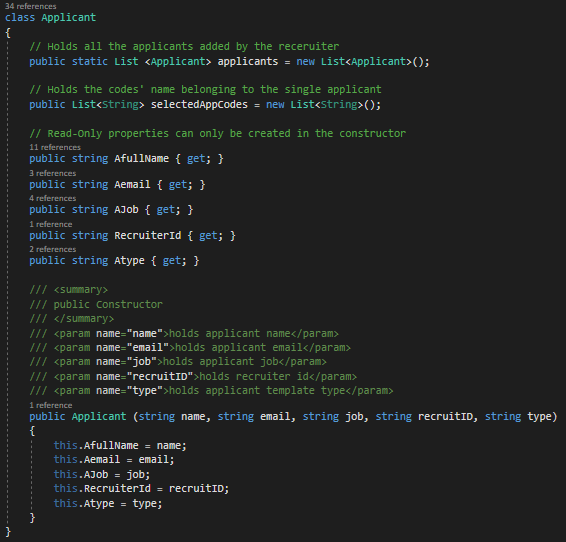 34 references
class Applicant
{
// Holds all the applicants added by the receruiter
public static List <Applicant> applicants = new List<Applicant>();
// Holds the codes' name belonging to the single applicant
public List<String> selectedAppCodes = new List<String>();
// Read-Only properties can only be created in the constructor
11 references
public string AfullName { get; }
3 references
public string Aemail { get; }
4 references
public string AJob { get; }
1 reference
public string RecruiterId { get; }
2 references
public string Atype { get; }
/// <summary>
/// public Constructor
/// </summary>
/// <param name="name">holds applicant name</param>
/// <param name="email">holds applicant email</param>
/// <param name="job">holds applicant job</param>
/// <param name="recruitID">holds recruiter id</param>
/// <param name="type">holds applicant template type</param>
1 reference
public Applicant (string name, string email, string job, string recruitID, string type)
{
this.AfullName = name;
this.Aemail = email;
this.AJob = job;
this.RecruiterId = recruitID;
this.Atype = type;
}
}